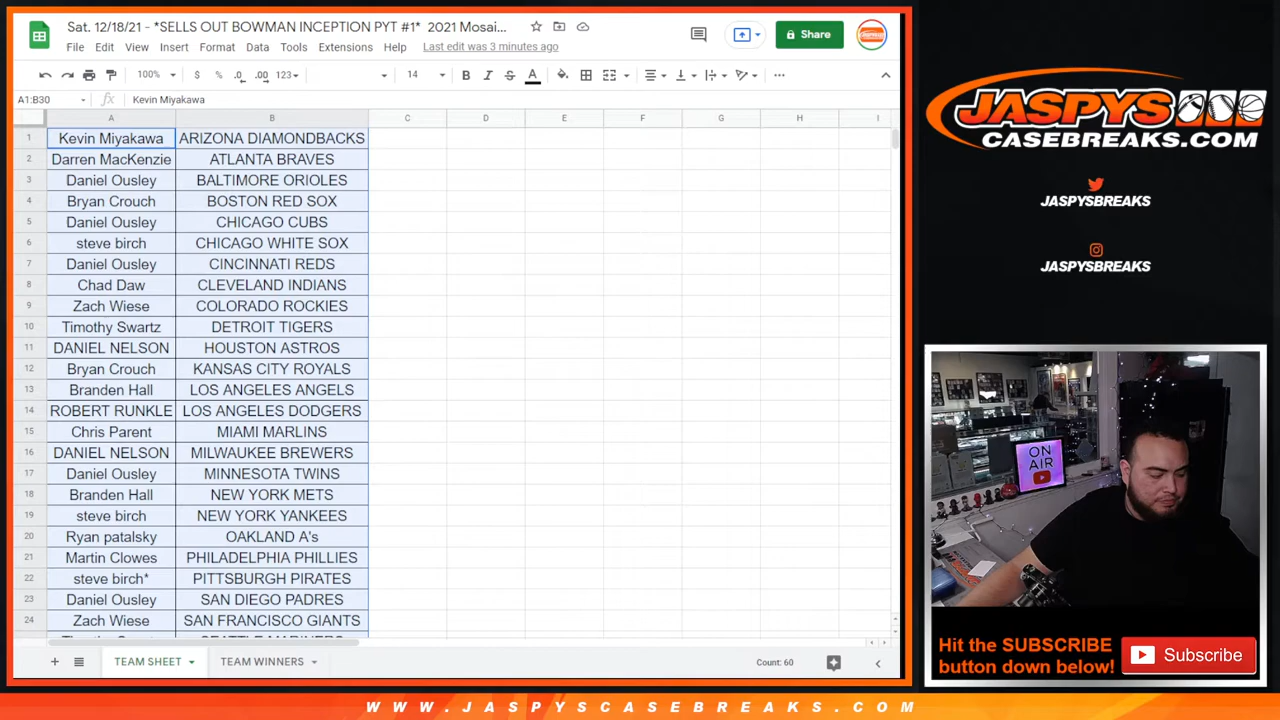 Sat. 12/18/21 - *SELLS OUT BOWMAN INCEPTION PYT #1* 2021 Mosai...
File Edit View Insert Format Data Tools Extensions Help Last edit was 3 minutes ago
Share
100% $ % .0 .00 123 14 B I S A
A1:B30 fx Kevin Miyakawa
A B C D E F G H I
1 Kevin Miyakawa ARIZONA DIAMONDBACKS
2 Darren MacKenzie ATLANTA BRAVES
3 Daniel Ousley BALTIMORE ORIOLES
4 Bryan Crouch BOSTON RED SOX
5 Daniel Ousley CHICAGO CUBS
6 steve birch CHICAGO WHITE SOX
7 Daniel Ousley CINCINNATI REDS
8 Chad Daw CLEVELAND INDIANS
9 Zach Wiese COLORADO ROCKIES
10 Timothy Swartz DETROIT TIGERS
11 DANIEL NELSON HOUSTON ASTROS
12 Bryan Crouch KANSAS CITY ROYALS
13 Branden Hall LOS ANGELES ANGELS
14 ROBERT RUNKLE LOS ANGELES DODGERS
15 Chris Parent MIAMI MARLINS
16 DANIEL NELSON MILWAUKEE BREWERS
17 Daniel Ousley MINNESOTA TWINS
18 Branden Hall NEW YORK METS
19 steve birch NEW YORK YANKEES
20 Ryan patalsky OAKLAND A's
21 Martin Clowes PHILADELPHIA PHILLIES
22 steve birch* PITTSBURGH PIRATES
23 Daniel Ousley SAN DIEGO PADRES
24 Zach Wiese SAN FRANCISCO GIANTS
TEAM SHEET TEAM WINNERS Count: 60
JASPYS
CASEBREAKS.COM
JASPYSBREAKS
JASPYSBREAKS
ON
AIR
Hit the SUBSCRIBE
button down below!
Subscribe
WWW.JASPYSCASEBREAKS.COM